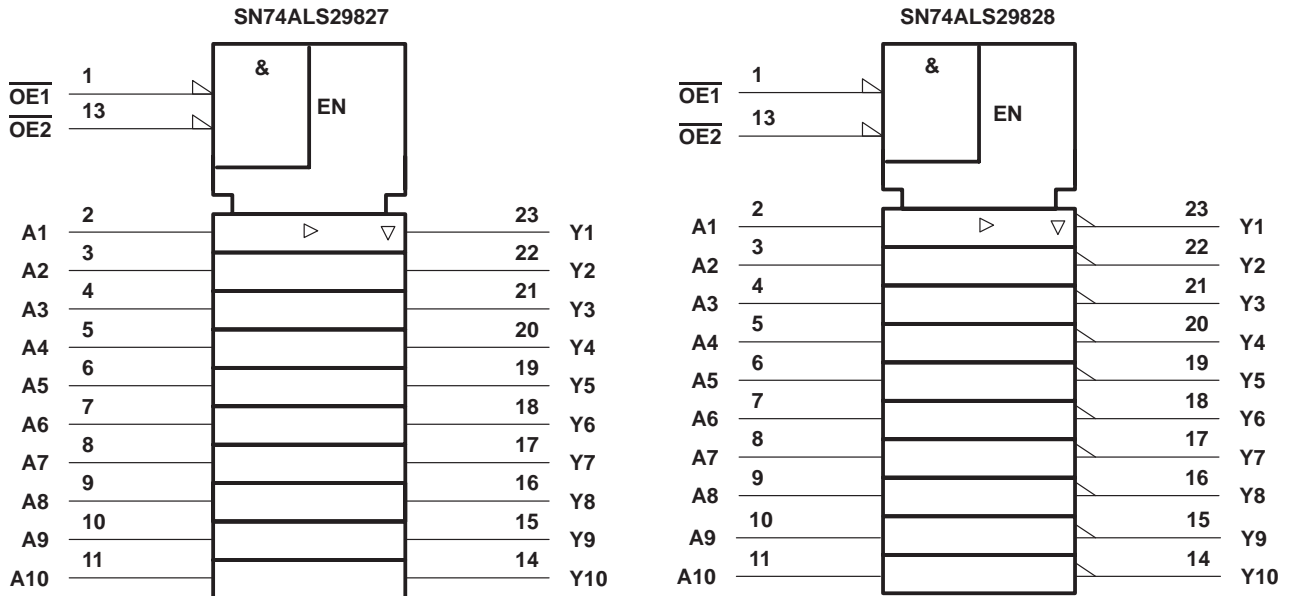 SN74ALS29827
&
EN
OE1 1
OE2 13
A1 2 23 Y1
A2 3 22 Y2
A3 4 21 Y3
A4 5 20 Y4
A5 6 19 Y5
A6 7 18 Y6
A7 8 17 Y7
A8 9 16 Y8
A9 10 15 Y9
A10 11 14 Y10
SN74ALS29828
&
EN
OE1 1
OE2 13
A1 2 23 Y1
A2 3 22 Y2
A3 4 21 Y3
A4 5 20 Y4
A5 6 19 Y5
A6 7 18 Y6
A7 8 17 Y7
A8 9 16 Y8
A9 10 15 Y9
A10 11 14 Y10